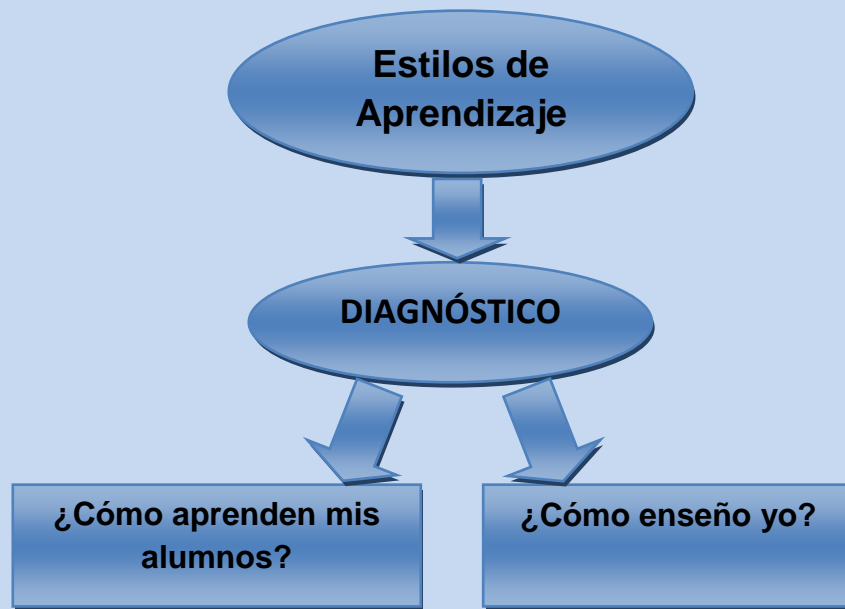 Estilos de
Aprendizaje
DIAGNÓSTICO
¿Cómo aprenden mis
alumnos?
¿Cómo enseño yo?